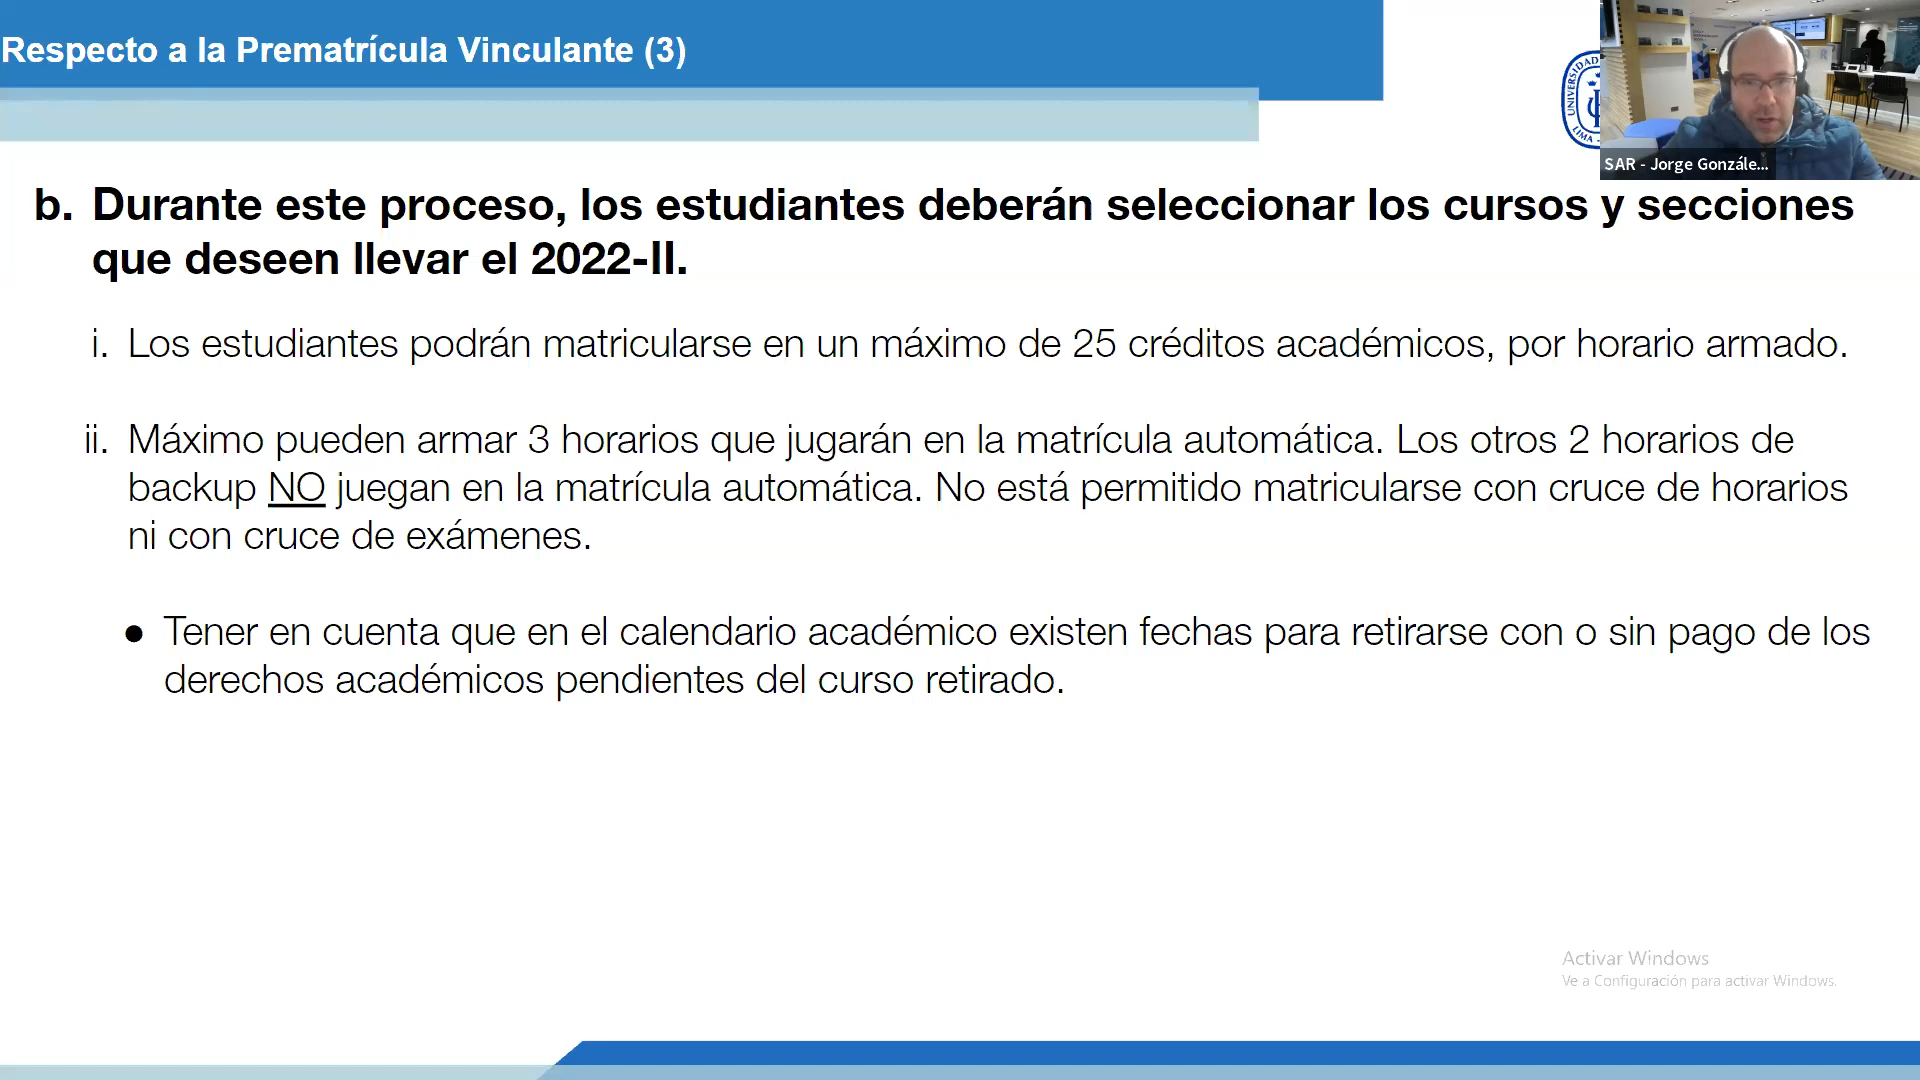 Respecto a la Prematrícula Vinculante (3)
UNIVERSIDAD
LIMA
SAR - Jorge Gonzále...
b. Durante este proceso, los estudiantes deberán seleccionar los cursos y secciones
que deseen llevar el 2022-II.
i. Los estudiantes podrán matricularse en un máximo de 25 créditos académicos, por horario armado.
ii. Máximo pueden armar 3 horarios que jugarán en la matrícula automática. Los otros 2 horarios de
backup NO juegan en la matrícula automática. No está permitido matricularse con cruce de horarios
ni con cruce de exámenes.
● Tener en cuenta que en el calendario académico existen fechas para retirarse con o sin pago de los
derechos académicos pendientes del curso retirado.
Activar Windows
Ve a Configuración para activar Windows.